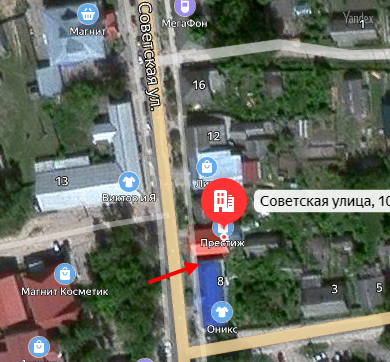 МегаФон
Магнит
Советская ул.
Yandex
1
16
12
13
Виктор и Я
Советская улица, 10
Престиж
8
Магнит Косметик
3
5
Оникс